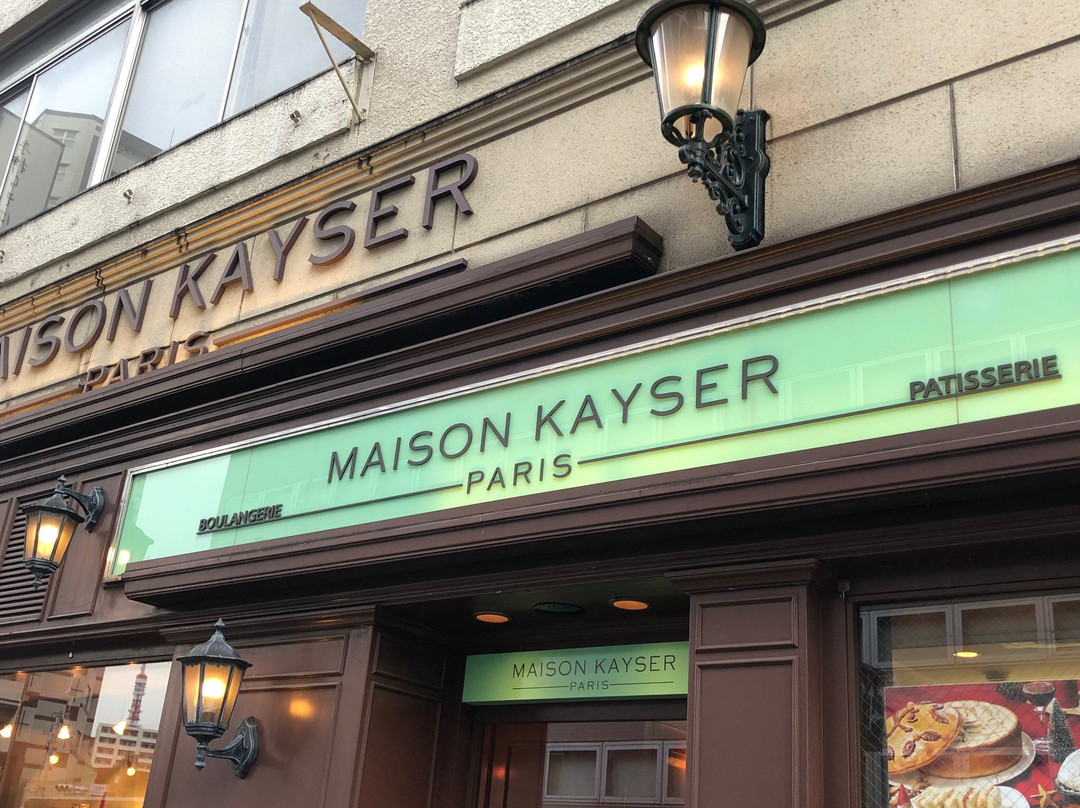 MAISON KAYSER
PARIS
MAISON KAYSER
PARIS
BOULANGERIE
PATISSERIE
MAISON KAYSER
PARIS